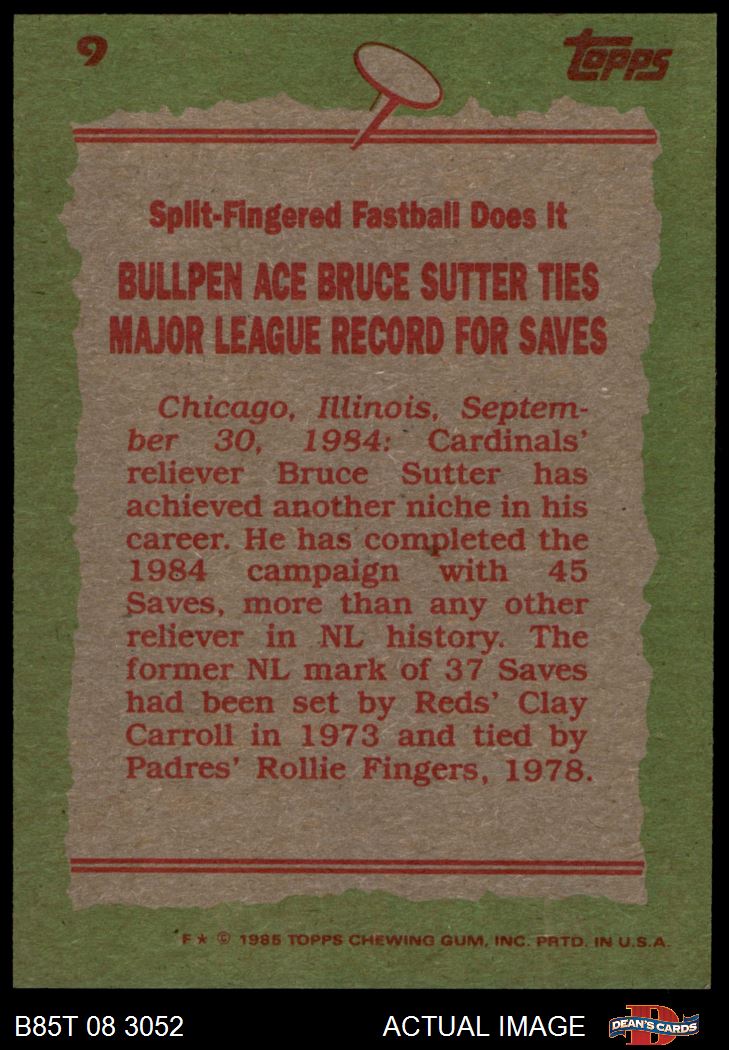 9
topps
Split-Fingered Fastball Does It
BULLPEN ACE BRUCE SUTTER TIES
MAJOR LEAGUE RECORD FOR SAVES
Chicago, Illinois, Septem-
ber 30, 1984: Cardinals'
reliever Bruce Sutter has
achieved another niche in his
career. He has completed the
1984 campaign with 45
Saves, more than any other
reliever in NL history. The
former NL mark of 37 Saves
had been set by Reds' Clay
Carroll in 1973 and tied by
Padres' Rollie Fingers, 1978.
F★ © 1985 TOPPS CHEWING GUM, INC. PRTD. IN U.S.A.
B85T 08 3052 ACTUAL IMAGE D DEAN'S CARDS